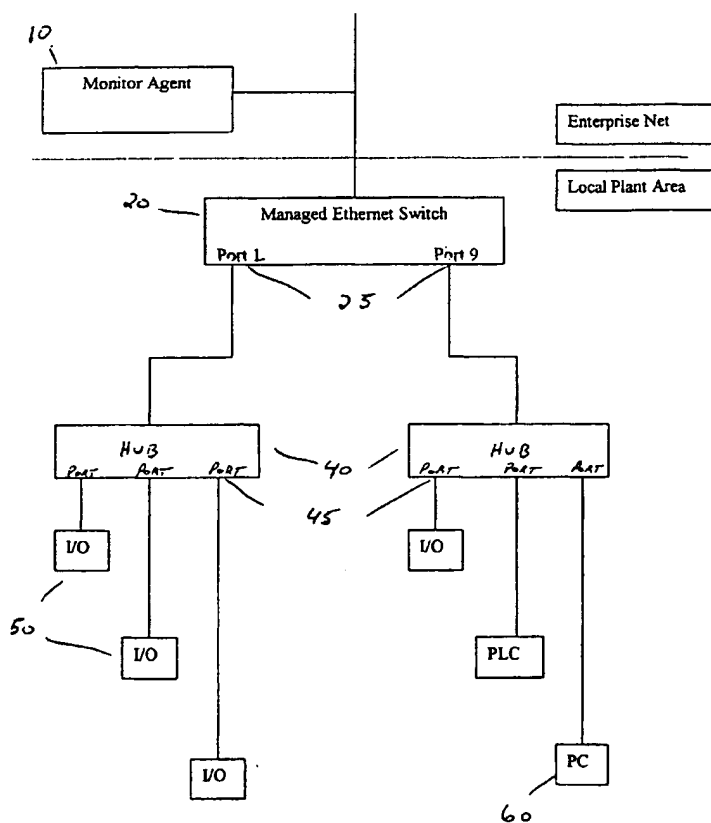 10
Monitor Agent
Enterprise Net
Local Plant Area
20
Managed Ethernet Switch
Port 1 Port 9
25
HUB HUB
40
PORT PORT PORT PORT PORT PORT
45
I/O I/O
50
I/O PLC
I/O PC
60